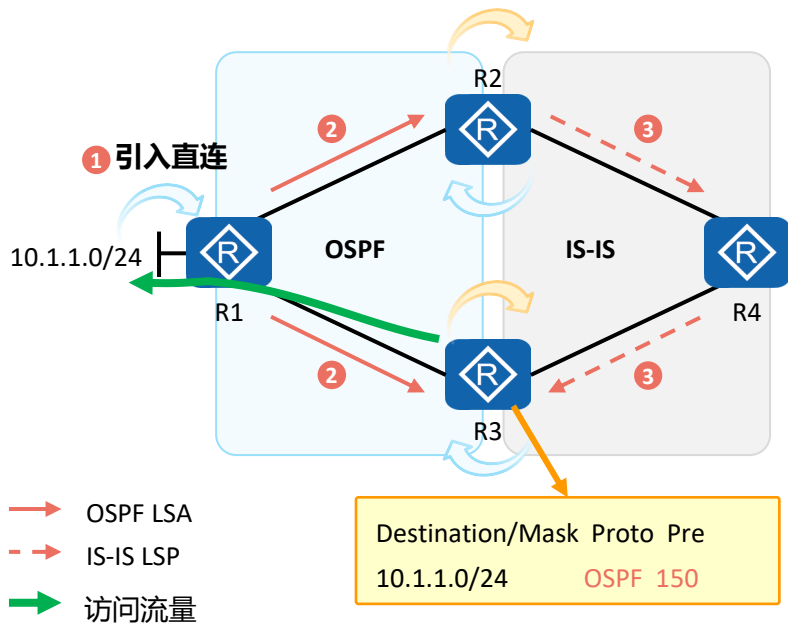 R2
2
3
1 引入直连
R
10.1.1.0/24
R
OSPF
IS-IS
R
R1
R4
2
R
3
R3
OSPF LSA
IS-IS LSP
访问流量
Destination/Mask Proto Pre
10.1.1.0/24 OSPF 150